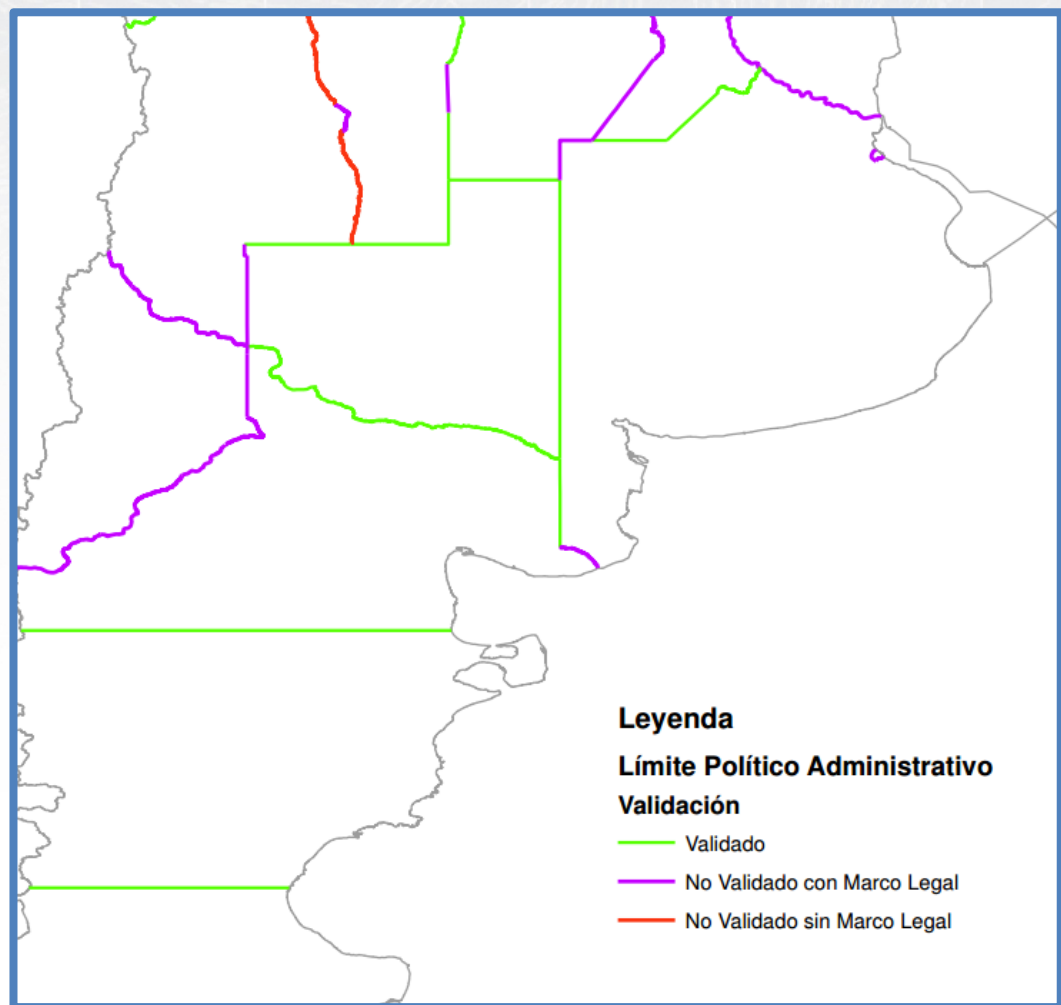 Leyenda
Límite Político Administrativo
Validación
Validado
No Validado con Marco Legal
No Validado sin Marco Legal